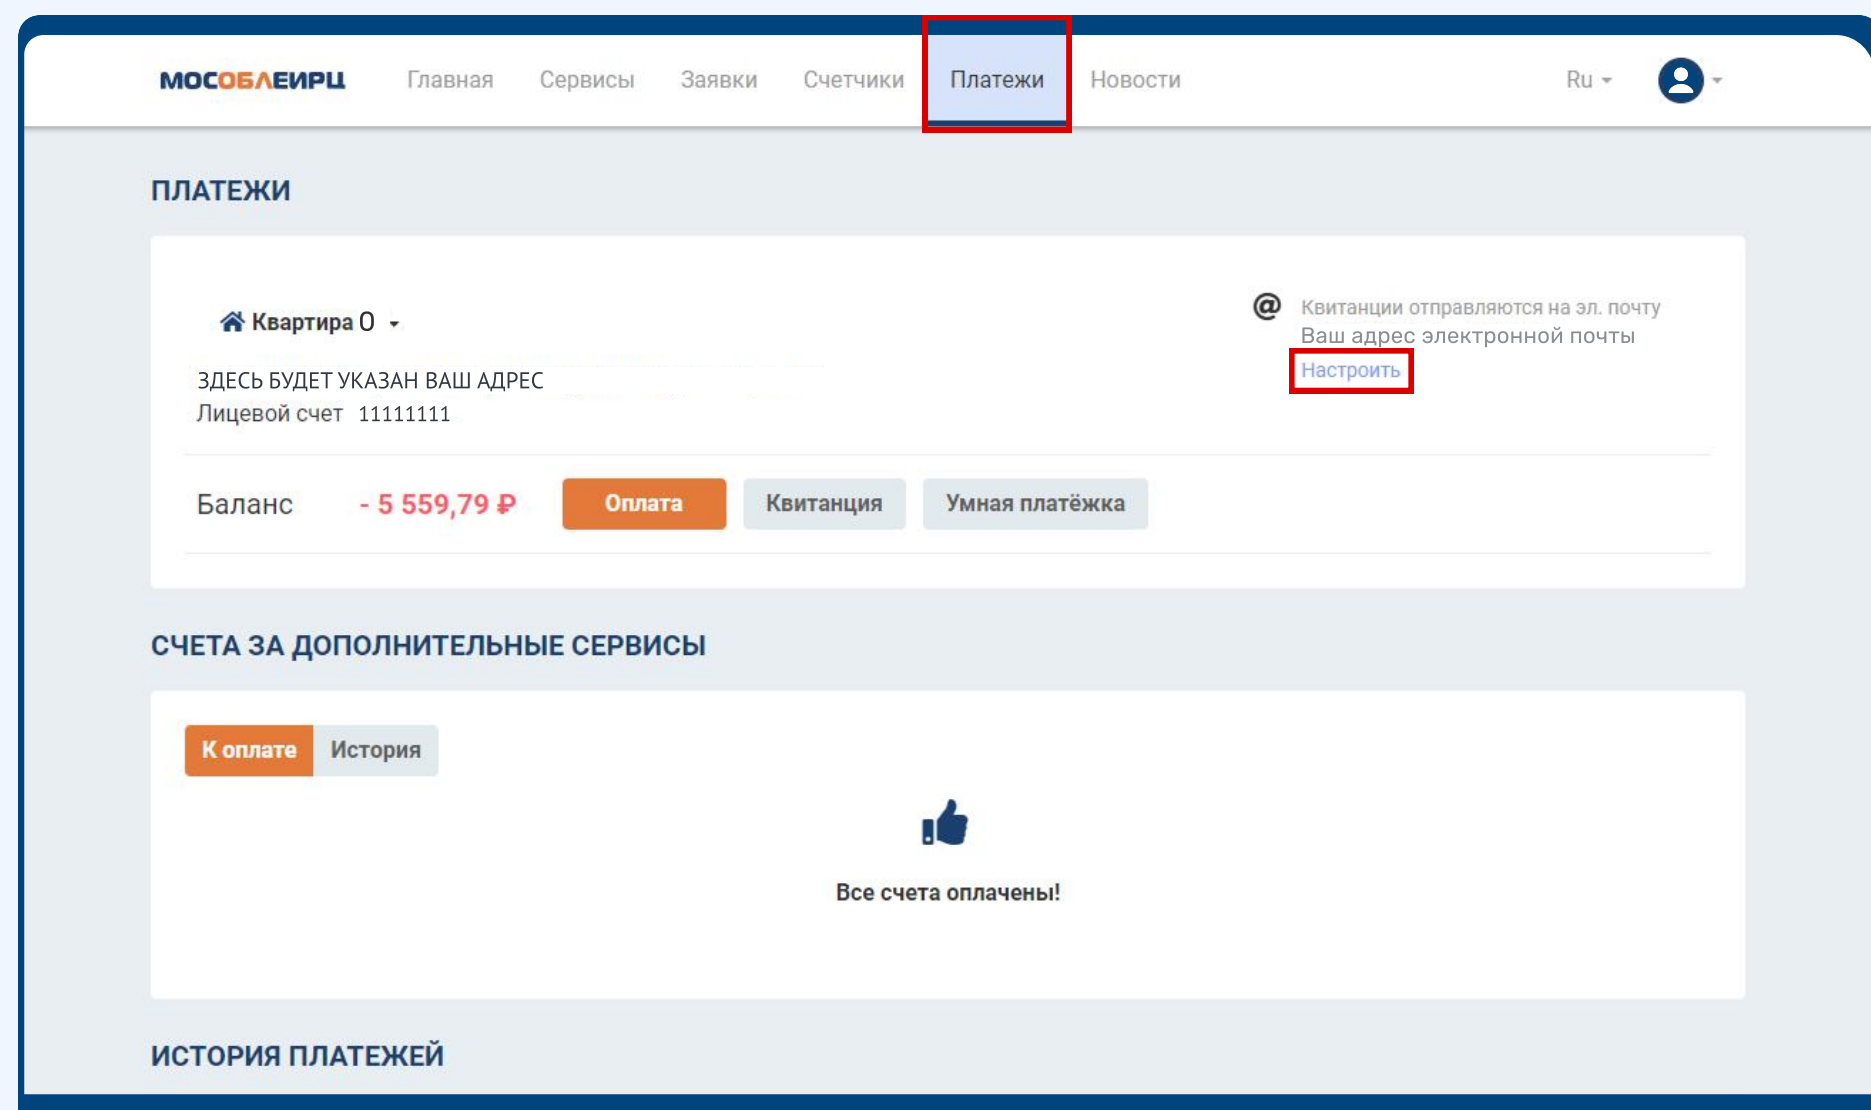 МОСОБЛЕИРЦ Главная Сервисы Заявки Счетчики Платежи Новости Ru
ПЛАТЕЖИ
Квартира 0
ЗДЕСЬ БУДЕТ УКАЗАН ВАШ АДРЕС
Лицевой счет 11111111
@ Квитанции отправляются на эл. почту
Ваш адрес электронной почты
Настроить
Баланс - 5 559,79 ₽ Оплата Квитанция Умная платёжка
СЧЕТА ЗА ДОПОЛНИТЕЛЬНЫЕ СЕРВИСЫ
К оплате История
Все счета оплачены!
ИСТОРИЯ ПЛАТЕЖЕЙ